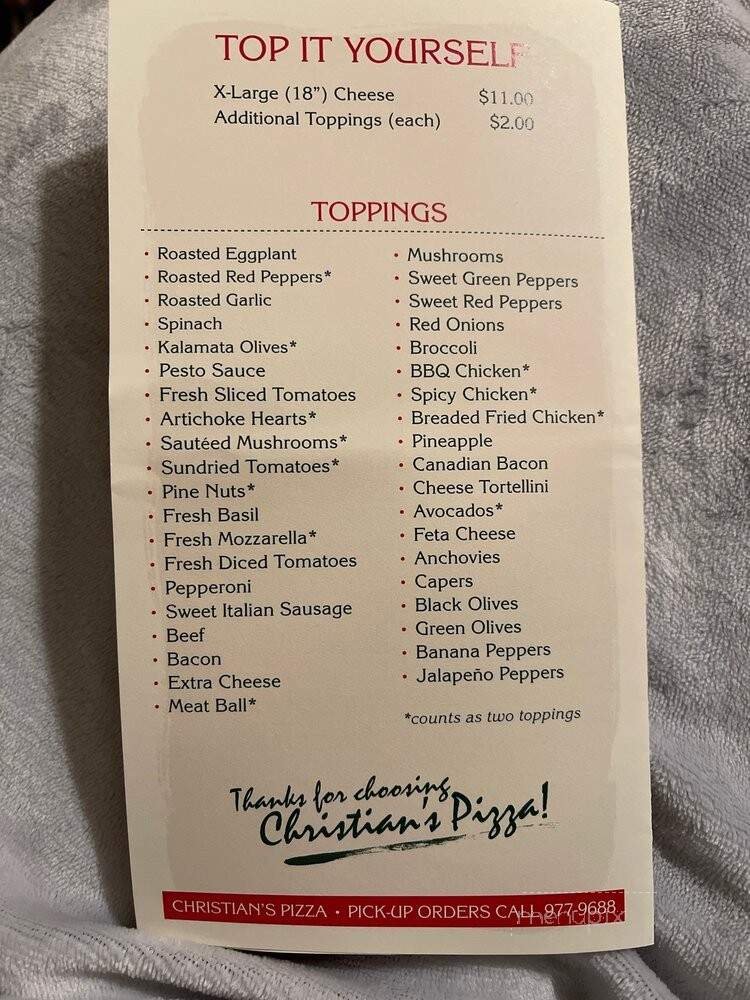 TOP IT YOURSELF
X-Large (18") Cheese $11.00
Additional Toppings (each) $2.00
TOPPINGS
• Roasted Eggplant
• Roasted Red Peppers*
• Roasted Garlic
• Spinach
• Kalamata Olives*
• Pesto Sauce
• Fresh Sliced Tomatoes
• Artichoke Hearts*
• Sautéed Mushrooms*
• Sundried Tomatoes*
• Pine Nuts*
• Fresh Basil
• Fresh Mozzarella*
• Fresh Diced Tomatoes
• Pepperoni
• Sweet Italian Sausage
• Beef
• Bacon
• Extra Cheese
• Meat Ball*
• Mushrooms
• Sweet Green Peppers
• Sweet Red Peppers
• Red Onions
• Broccoli
• BBQ Chicken*
• Spicy Chicken*
• Breaded Fried Chicken*
• Pineapple
• Canadian Bacon
• Cheese Tortellini
• Avocados*
• Feta Cheese
• Anchovies
• Capers
• Black Olives
• Green Olives
• Banana Peppers
• Jalapeño Peppers
*counts as two toppings
Thanks for choosing
Christian's Pizza!
CHRISTIAN'S PIZZA • PICK-UP ORDERS CALL 977-9688
menupix